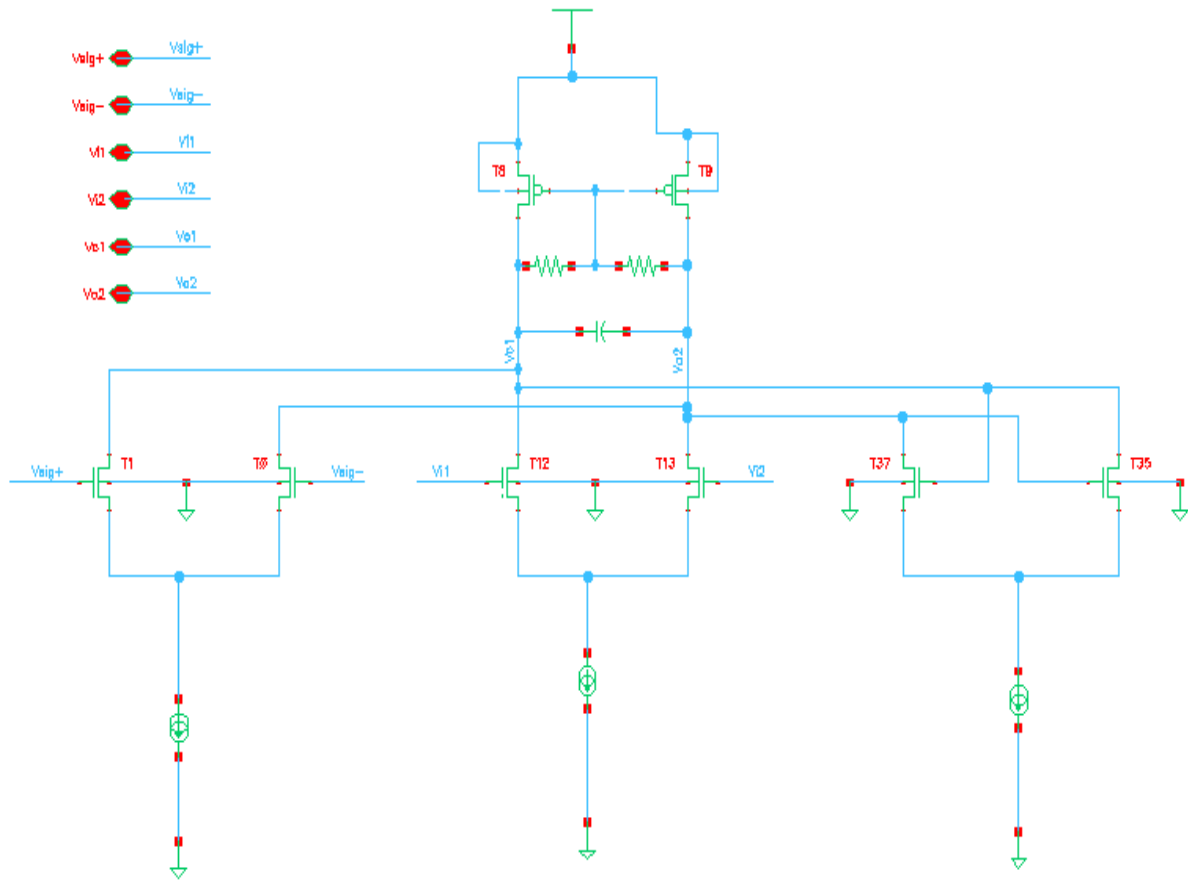 Vsig+ Vsig+
Vsig- Vsig-
Vi1 Vi1
Vi2 Vi2
Vo1 Vo1
Vo2 Vo2
T8 T9
Vo1 Vo2
Vsig+ T1 T0 Vsig- Vi1 T12 T13 Vi2 T37 T35